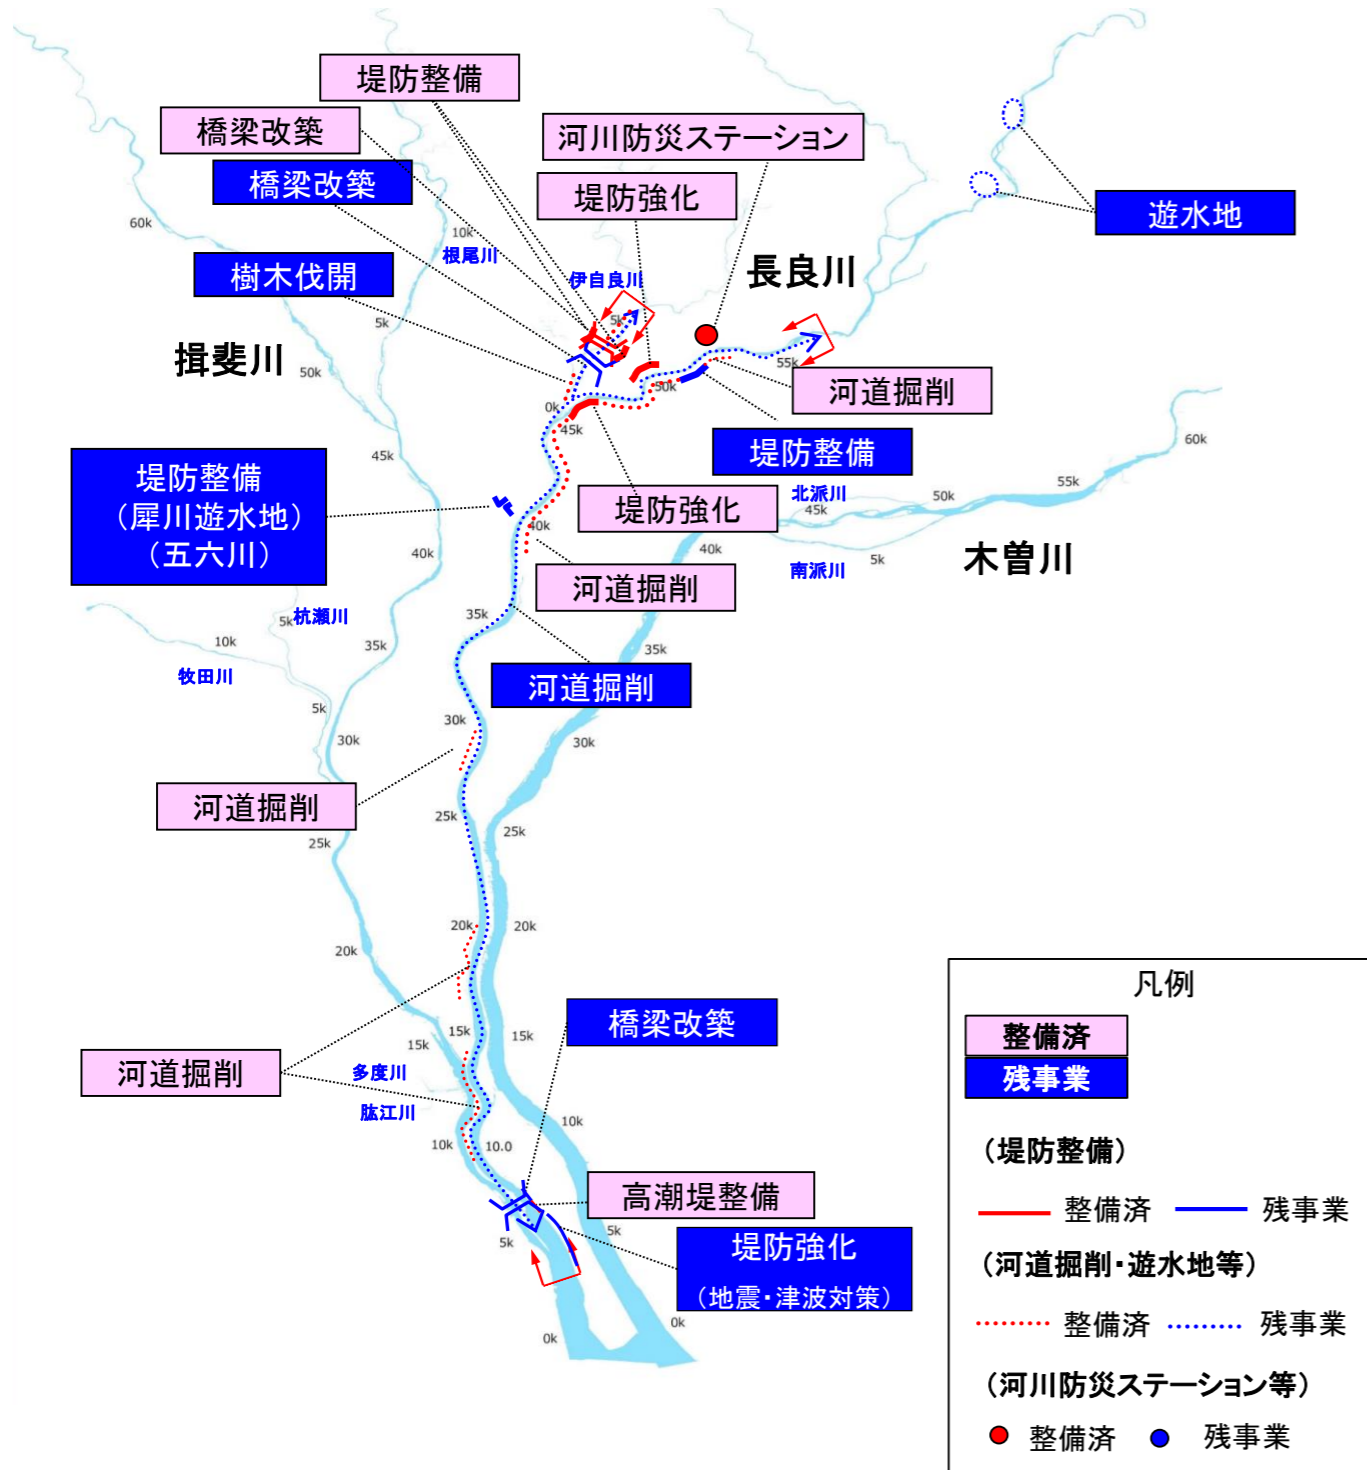 堤防整備
橋梁改築
河川防災ステーション
橋梁改築
堤防強化
遊水地
60k
10k
根尾川
樹木伐開
伊自良川
長良川
5k
5k
揖斐川
50k
55k
50k
河道掘削
0k
45k
60k
堤防整備
45k
堤防整備
(犀川遊水地)
(五六川)
55k
北派川
50k
45k
堤防強化
40k
40k
40k
木曽川
5k
南派川
河道掘削
35k
5k
杭瀬川
10k
35k
35k
牧田川
河道掘削
5k
30k
30k
30k
河道掘削
25k
25k
25k
20k
20k
20k
橋梁改築
15k
15k
15k
河道掘削
多度川
肱江川
10k
10k
10.0
高潮堤整備
5k
5k
堤防強化
(地震・津波対策)
0k
0k
凡例
整備済
残事業
(堤防整備)
整備済 残事業
(河道掘削・遊水地等)
整備済 残事業
(河川防災ステーション等)
整備済 残事業